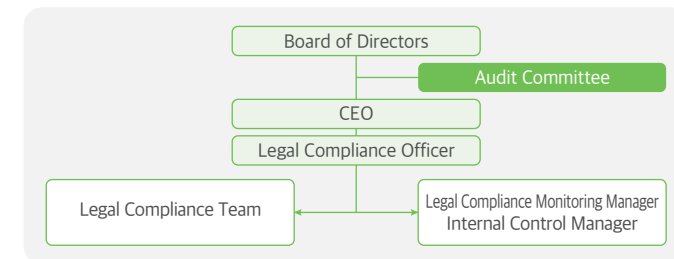 Board of Directors
Audit Committee
CEO
Legal Compliance Officer
Legal Compliance Team
Legal Compliance Monitoring Manager
Internal Control Manager